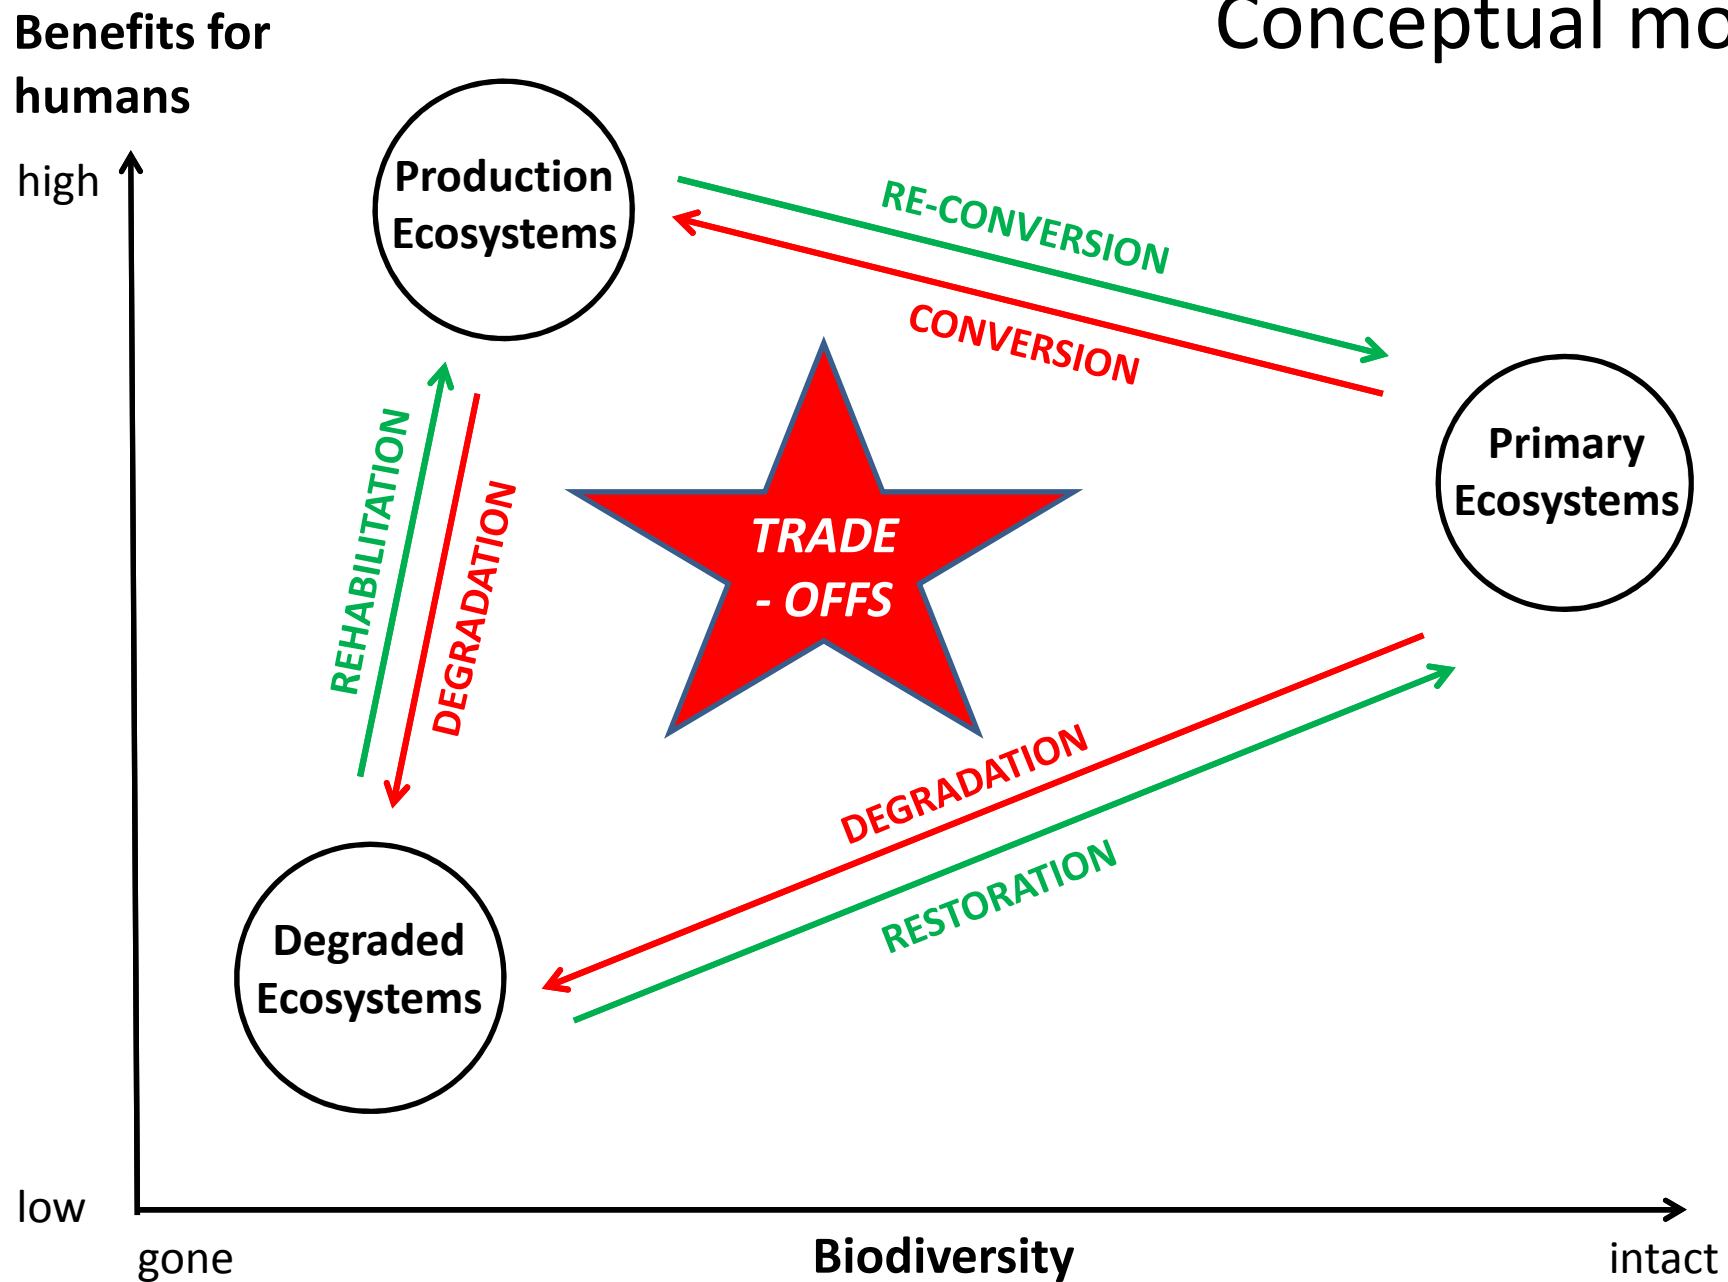 Conceptual
Benefits for
humans
high
Production
Ecosystems
RE-CONVERSION
CONVERSION
Primary
Ecosystems
REHABILITATION
DEGRADATION
TRADE
- OFFS
DEGRADATION
RESTORATION
Degraded
Ecosystems
low
gone
Biodiversity
intact